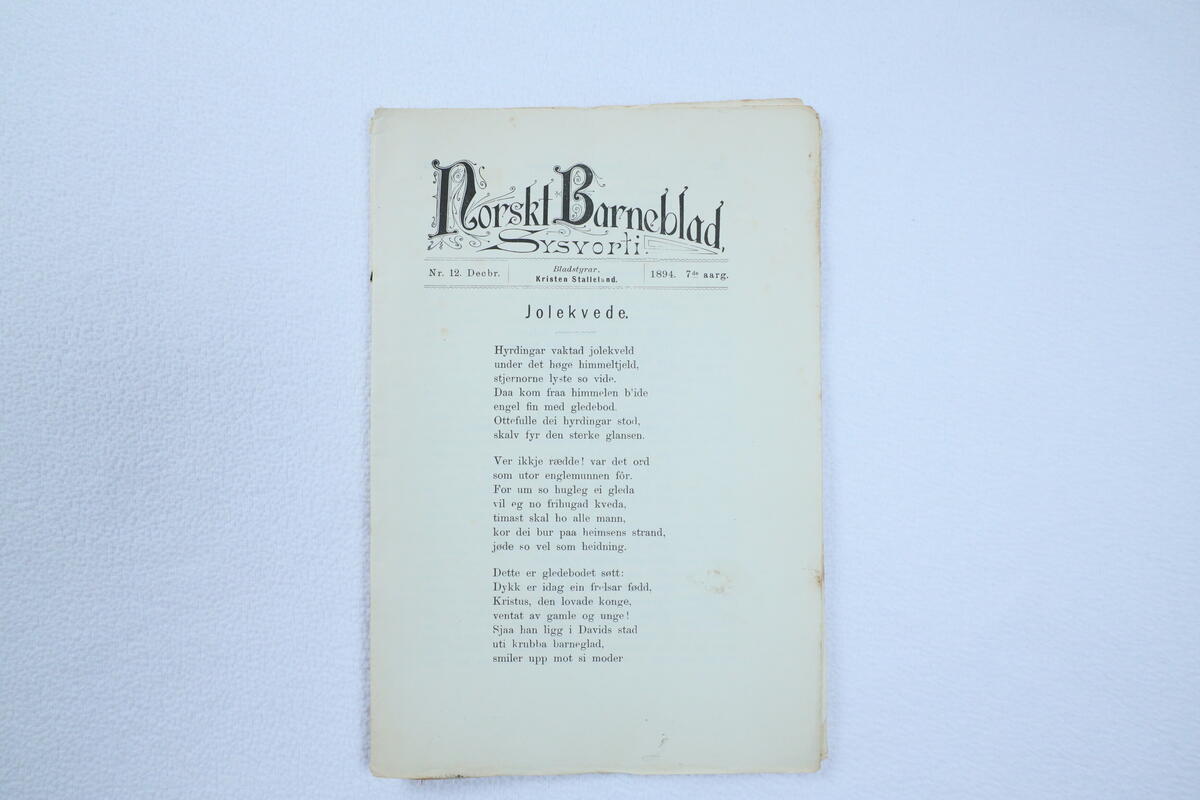 Norskt Barneblad,
Sysvorti.
Nr. 12. Decbr. Bladstyrar. Kristen Stalleland. 1894. 7de aarg.
Jolekvede.
Hyrdingar vaktad jolekveld
under det høge himmeltjeld,
stjernorne lyste so vide.
Daa kom fraa himmelen b'ide
engel fin med gledebod.
Ottefulle dei hyrdingar stod,
skalv fyr den sterke glansen.
Ver ikkje rædde! var det ord
som utor englemunnen fôr.
For um so hugleg ei gleda
vil eg no frihugad kveda,
timast skal ho alle mann,
kor dei bur paa heimsens strand,
jøde so vel som heidning.
Dette er gledebodet søtt:
Dykk er idag ein frelsar fødd,
Kristus, den lovade konge,
ventat av gamle og unge!
Sjaa han ligg i Davids stad
uti krubba barneglad,
smiler upp mot si moder